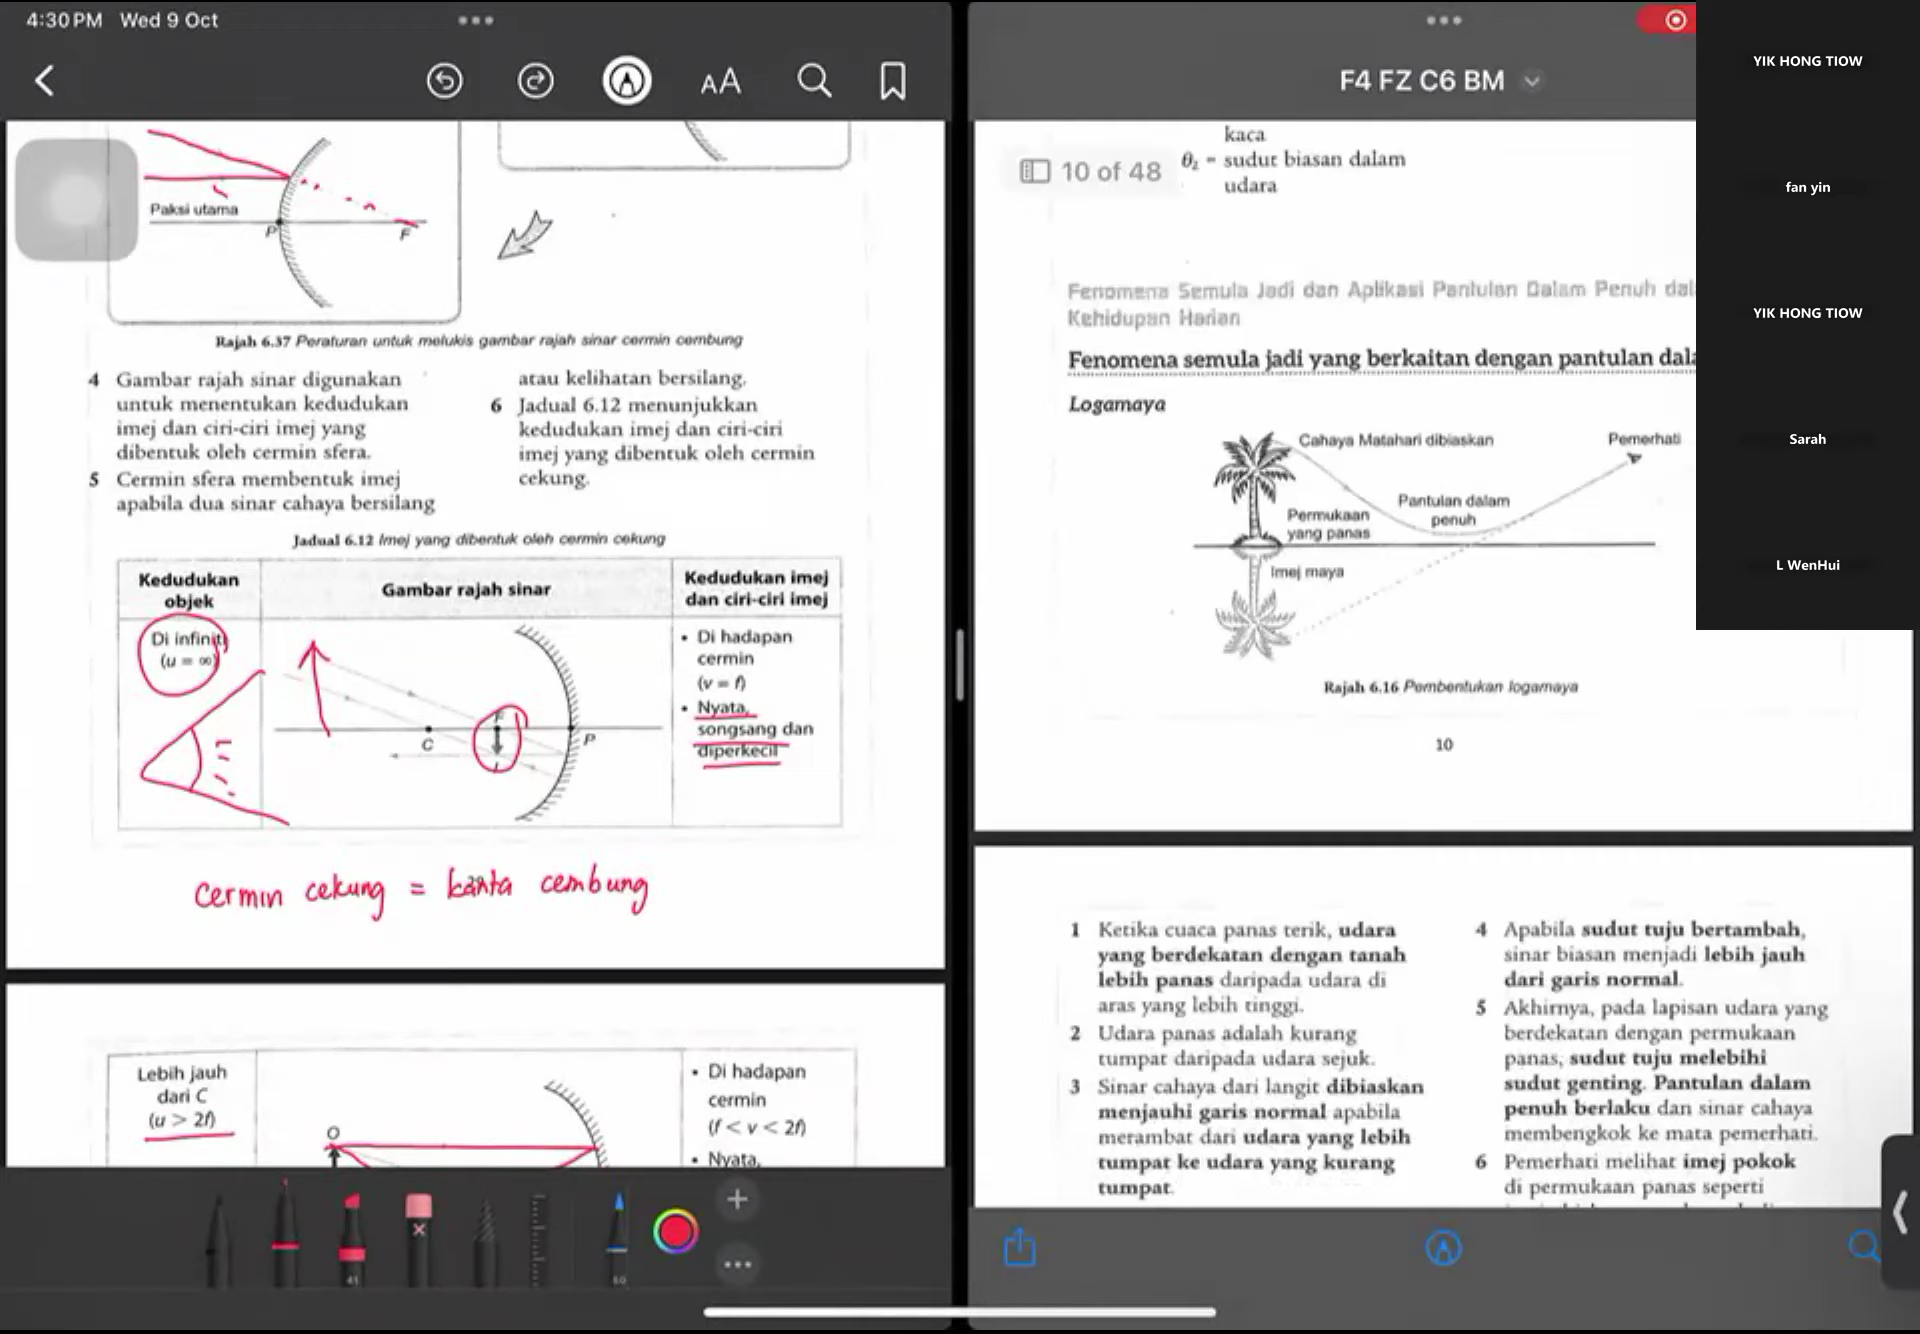 4:30 PM Wed 9 Oct
AA
Paksi utama
P
F
Rajah 6.37 Peraturan untuk melukis gambar rajah sinar cermin cembung
4 Gambar rajah sinar digunakan
untuk menentukan kedudukan
imej dan ciri-ciri imej yang
dibentuk oleh cermin sfera.
5 Cermin sfera membentuk imej
apabila dua sinar cahaya bersilang
atau kelihatan bersilang.
6 Jadual 6.12 menunjukkan
kedudukan imej dan ciri-ciri
imej yang dibentuk oleh cermin
cekung.
Jadual 6.12 Imej yang dibentuk oleh cermin cekung
Kedudukan
objek
Gambar rajah sinar
Kedudukan imej
dan ciri-ciri imej
Di infiniti
(u = ∞)
C
F
I
P
• Di hadapan
cermin
(v = f)
• Nyata,
songsang dan
diperkecil
cermin cekung = kanta cembung
Lebih jauh
dari C
(u > 2f)
O
• Di hadapan
cermin
(f < v < 2f)
• Nyata,
41
50
F4 FZ C6 BM
10 of 48
kaca
θ₂ = sudut biasan dalam
udara
Fenomena Semula Jadi dan Aplikasi Pantulan Dalam Penuh dal
Kehidupan Harian
Fenomena semula jadi yang berkaitan dengan pantulan dala
Logamaya
Cahaya Matahari dibiaskan
Pemerhati
Pantulan dalam
penuh
Permukaan
yang panas
Imej maya
Rajah 6.16 Pembentukan logamaya
10
1 Ketika cuaca panas terik, udara
yang berdekatan dengan tanah
lebih panas daripada udara di
aras yang lebih tinggi.
2 Udara panas adalah kurang
tumpat daripada udara sejuk.
3 Sinar cahaya dari langit dibiaskan
menjauhi garis normal apabila
merambat dari udara yang lebih
tumpat ke udara yang kurang
tumpat.
4 Apabila sudut tuju bertambah,
sinar biasan menjadi lebih jauh
dari garis normal.
5 Akhirnya, pada lapisan udara yang
berdekatan dengan permukaan
panas, sudut tuju melebihi
sudut genting. Pantulan dalam
penuh berlaku dan sinar cahaya
membengkok ke mata pemerhati.
6 Pemerhati melihat imej pokok
di permukaan panas seperti
YIK HONG TIOW
fan yin
YIK HONG TIOW
Sarah
L WenHui